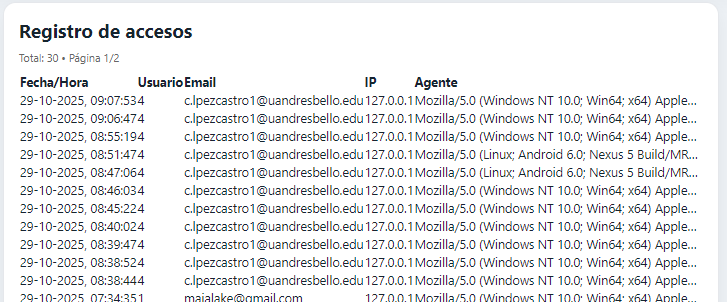 Registro de accesos
Total: 30 • Página 1/2
Fecha/Hora Usuario Email IP Agente
29-10-2025, 09:07:53 4 c.lpezcastro1@uandresbello.edu 127.0.0.1 Mozilla/5.0 (Windows NT 10.0; Win64; x64) Apple...
29-10-2025, 09:06:47 4 c.lpezcastro1@uandresbello.edu 127.0.0.1 Mozilla/5.0 (Windows NT 10.0; Win64; x64) Apple...
29-10-2025, 08:55:19 4 c.lpezcastro1@uandresbello.edu 127.0.0.1 Mozilla/5.0 (Windows NT 10.0; Win64; x64) Apple...
29-10-2025, 08:51:47 4 c.lpezcastro1@uandresbello.edu 127.0.0.1 Mozilla/5.0 (Linux; Android 6.0; Nexus 5 Build/MR...
29-10-2025, 08:47:06 4 c.lpezcastro1@uandresbello.edu 127.0.0.1 Mozilla/5.0 (Linux; Android 6.0; Nexus 5 Build/MR...
29-10-2025, 08:46:03 4 c.lpezcastro1@uandresbello.edu 127.0.0.1 Mozilla/5.0 (Windows NT 10.0; Win64; x64) Apple...
29-10-2025, 08:45:22 4 c.lpezcastro1@uandresbello.edu 127.0.0.1 Mozilla/5.0 (Windows NT 10.0; Win64; x64) Apple...
29-10-2025, 08:40:02 4 c.lpezcastro1@uandresbello.edu 127.0.0.1 Mozilla/5.0 (Windows NT 10.0; Win64; x64) Apple...
29-10-2025, 08:39:47 4 c.lpezcastro1@uandresbello.edu 127.0.0.1 Mozilla/5.0 (Windows NT 10.0; Win64; x64) Apple...
29-10-2025, 08:38:52 4 c.lpezcastro1@uandresbello.edu 127.0.0.1 Mozilla/5.0 (Windows NT 10.0; Win64; x64) Apple...
29-10-2025, 08:38:44 4 c.lpezcastro1@uandresbello.edu 127.0.0.1 Mozilla/5.0 (Windows NT 10.0; Win64; x64) Apple...
29-10-2025, 07:34:35 1 maialake@gmail.com 127.0.0.1 Mozilla/5.0 (Windows NT 10.0; Win64; x64) Apple...